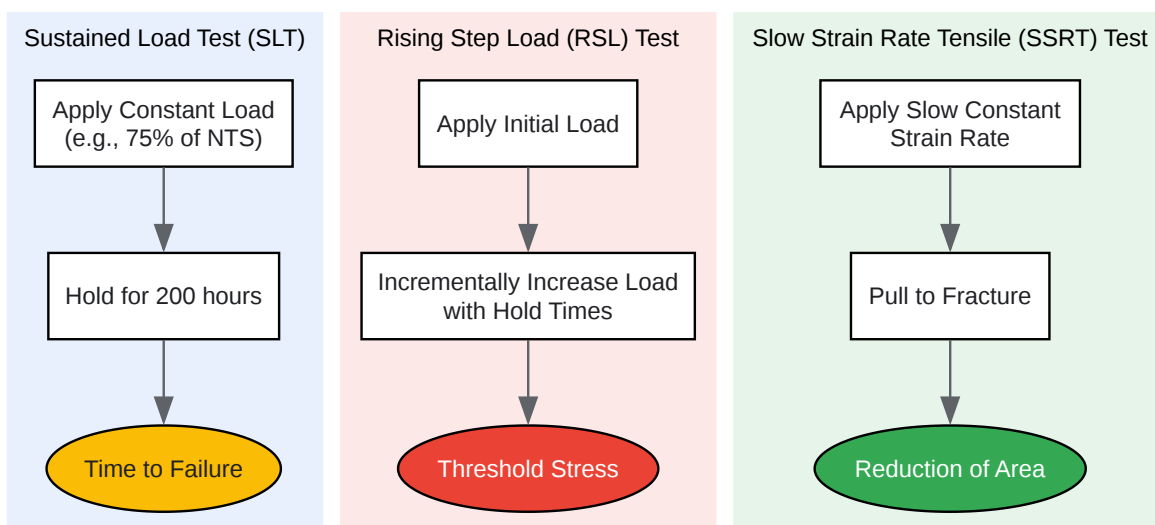 Sustained Load Test (SLT)
Apply Constant Load
(e.g., 75% of NTS)
Hold for 200 hours
Time to Failure
Rising Step Load (RSL) Test
Apply Initial Load
Incrementally Increase Load
with Hold Times
Threshold Stress
Slow Strain Rate Tensile (SSRT) Test
Apply Slow Constant
Strain Rate
Pull to Fracture
Reduction of Area